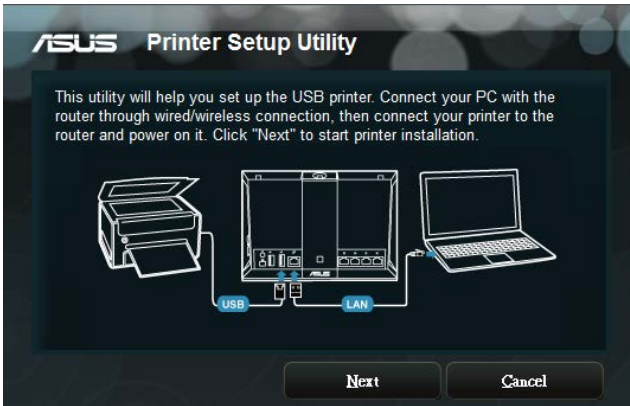 ASUS Printer Setup Utility
This utility will help you set up the USB printer. Connect your PC with the
router through wired/wireless connection, then connect your printer to the
router and power on it. Click "Next" to start printer installation.
ASUS
USB
LAN
Next
Cancel